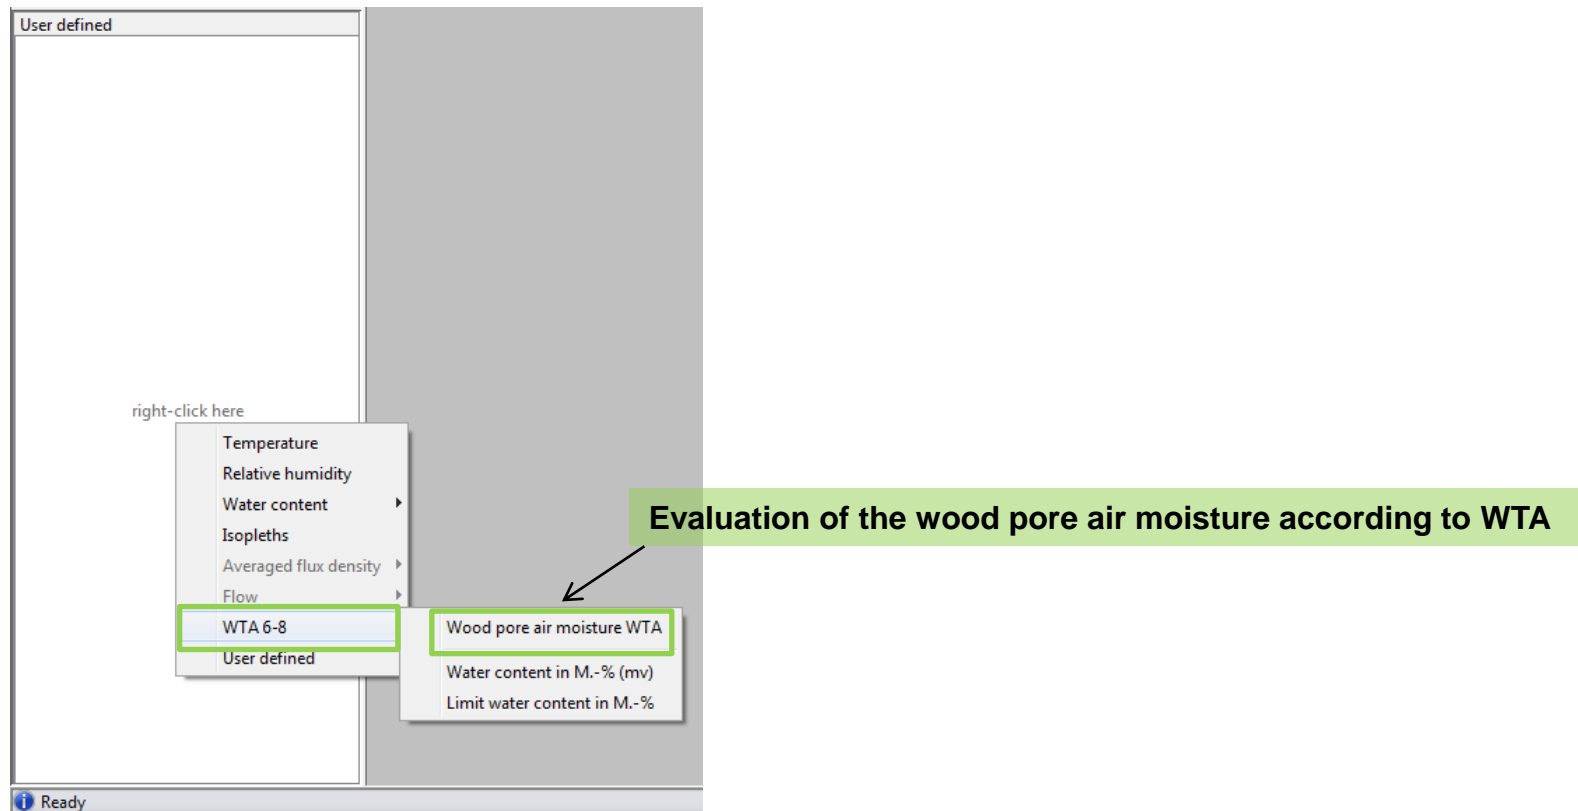 User defined
right-click here
Temperature
Relative humidity
Water content
Isopleths
Averaged flux density
Flow
WTA 6-8
User defined
Wood pore air moisture WTA
Water content in M.-% (mv)
Limit water content in M.-%
Evaluation of the wood pore air moisture according to WTA
Ready